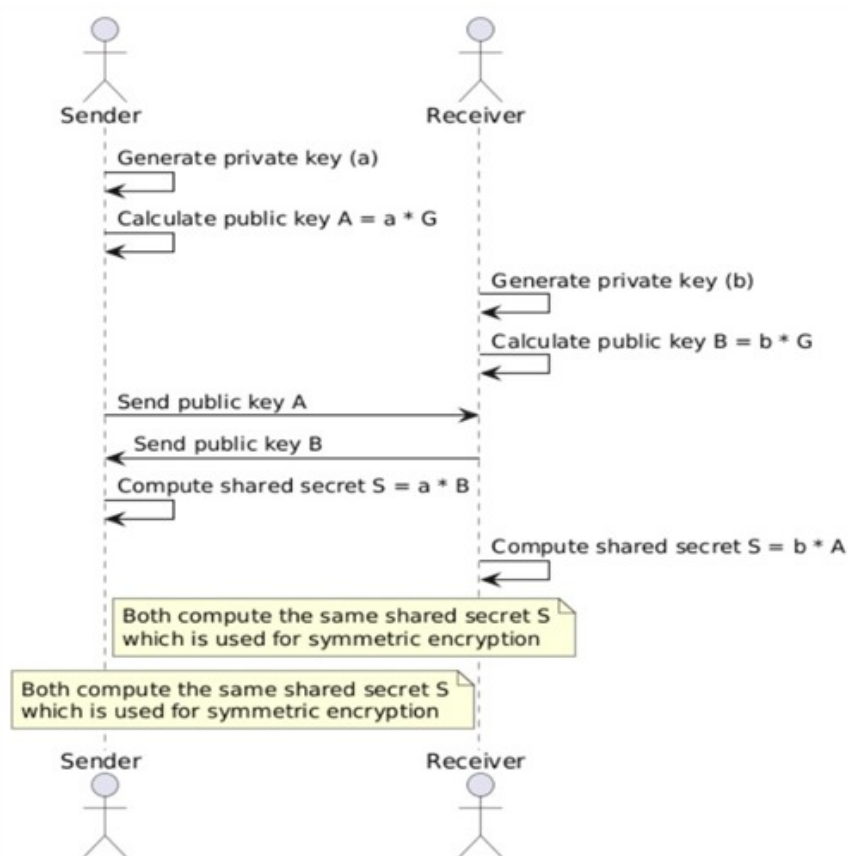 Sender
Receiver
Generate private key (a)
Calculate public key A = a * G
Generate private key (b)
Calculate public key B = b * G
Send public key A
Send public key B
Compute shared secret S = a * B
Compute shared secret S = b * A
Both compute the same shared secret S
which is used for symmetric encryption
Both compute the same shared secret S
which is used for symmetric encryption
Sender
Receiver